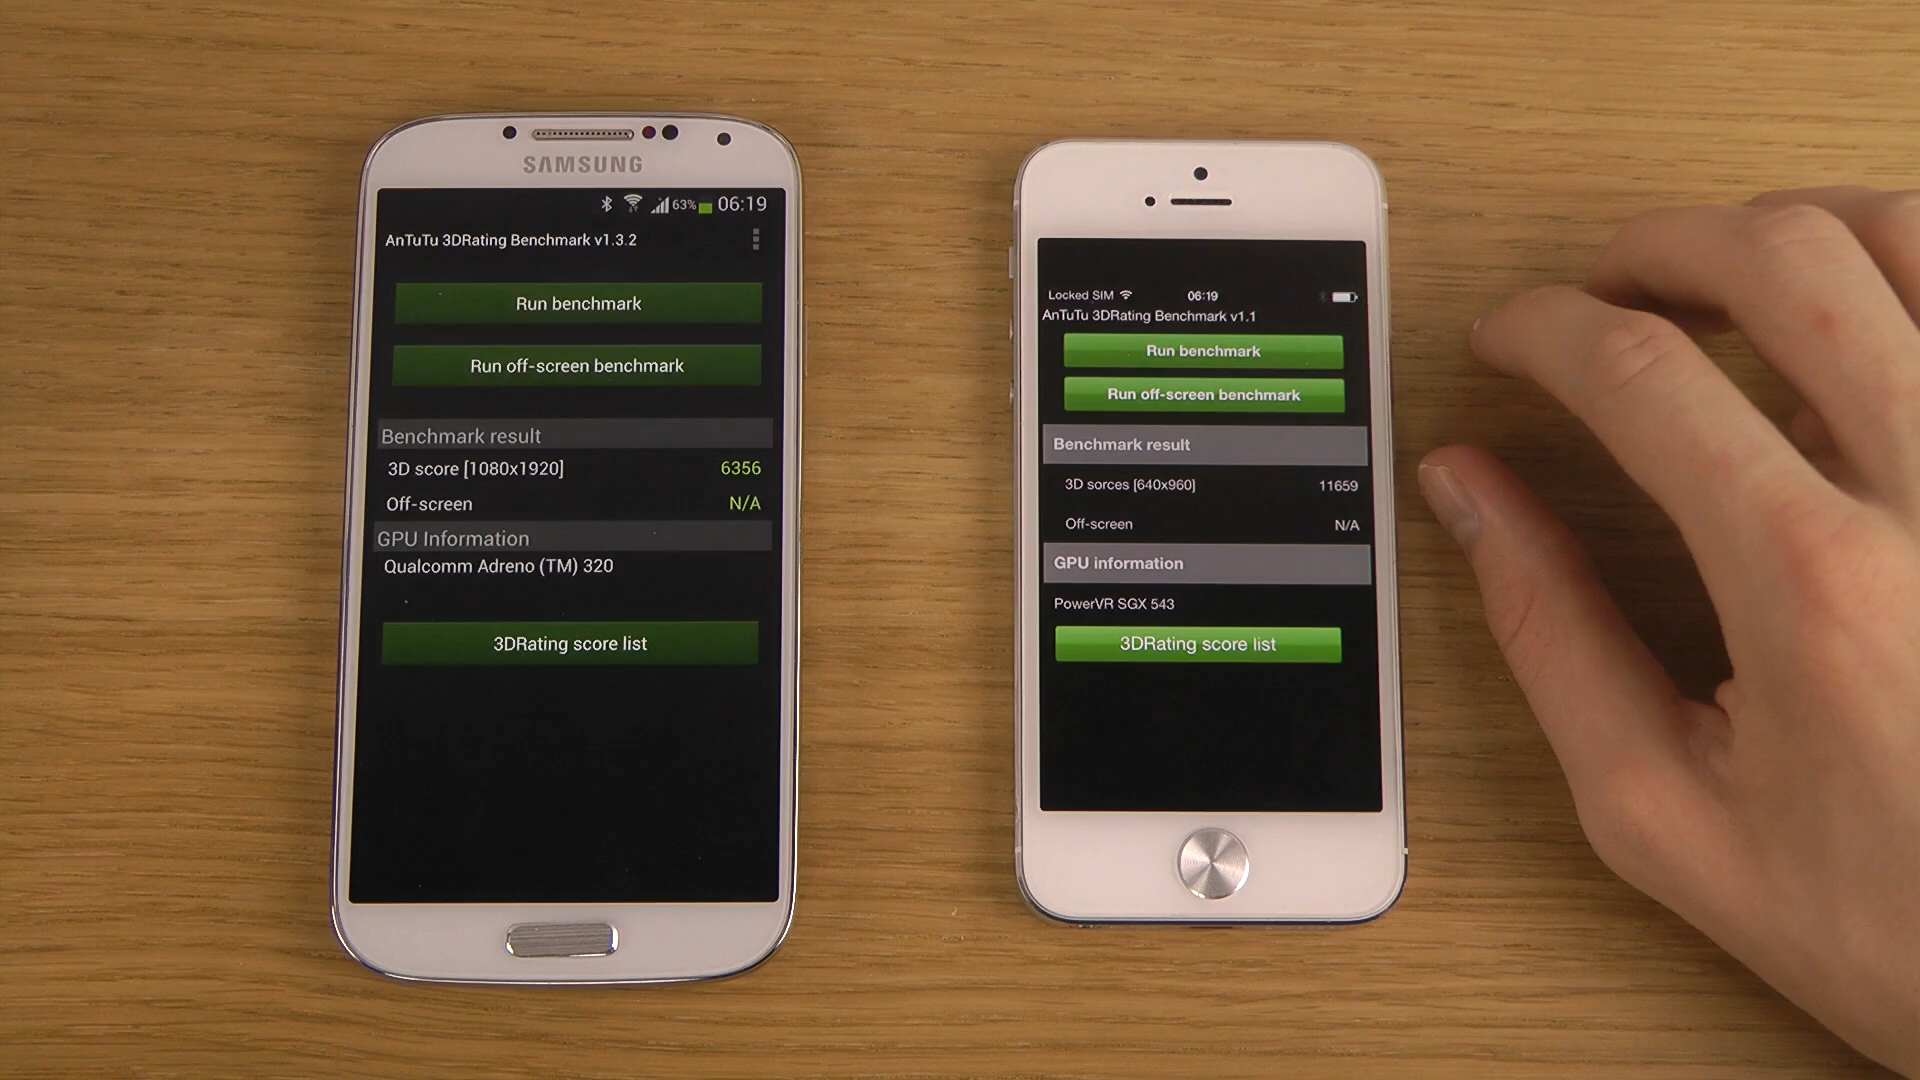 SAMSUNG
63% 06:19
AnTuTu 3DRating Benchmark v1.3.2
Run benchmark
Run off-screen benchmark
Benchmark result
3D score [1080x1920] 6356
Off-screen N/A
GPU Information
Qualcomm Adreno (TM) 320
3DRating score list
Locked SIM 06:19
AnTuTu 3DRating Benchmark v1.1
Run benchmark
Run off-screen benchmark
Benchmark result
3D sorces [640x960] 11659
Off-screen N/A
GPU information
PowerVR SGX 543
3DRating score list